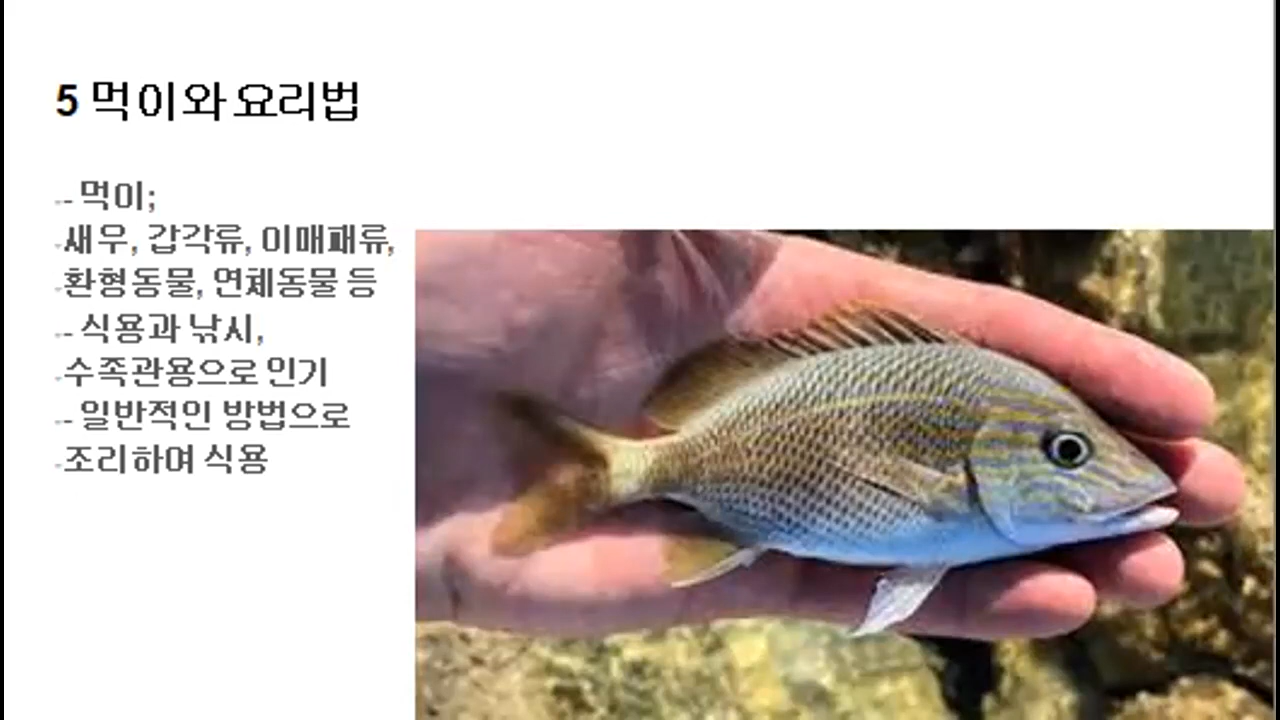 5 먹이와 요리법
-- 먹이;
-새우, 갑각류, 이매패류,
-환형동물, 연체동물 등
-- 식용과 낚시,
-수족관용으로 인기
-- 일반적인 방법으로
-조리하여 식용